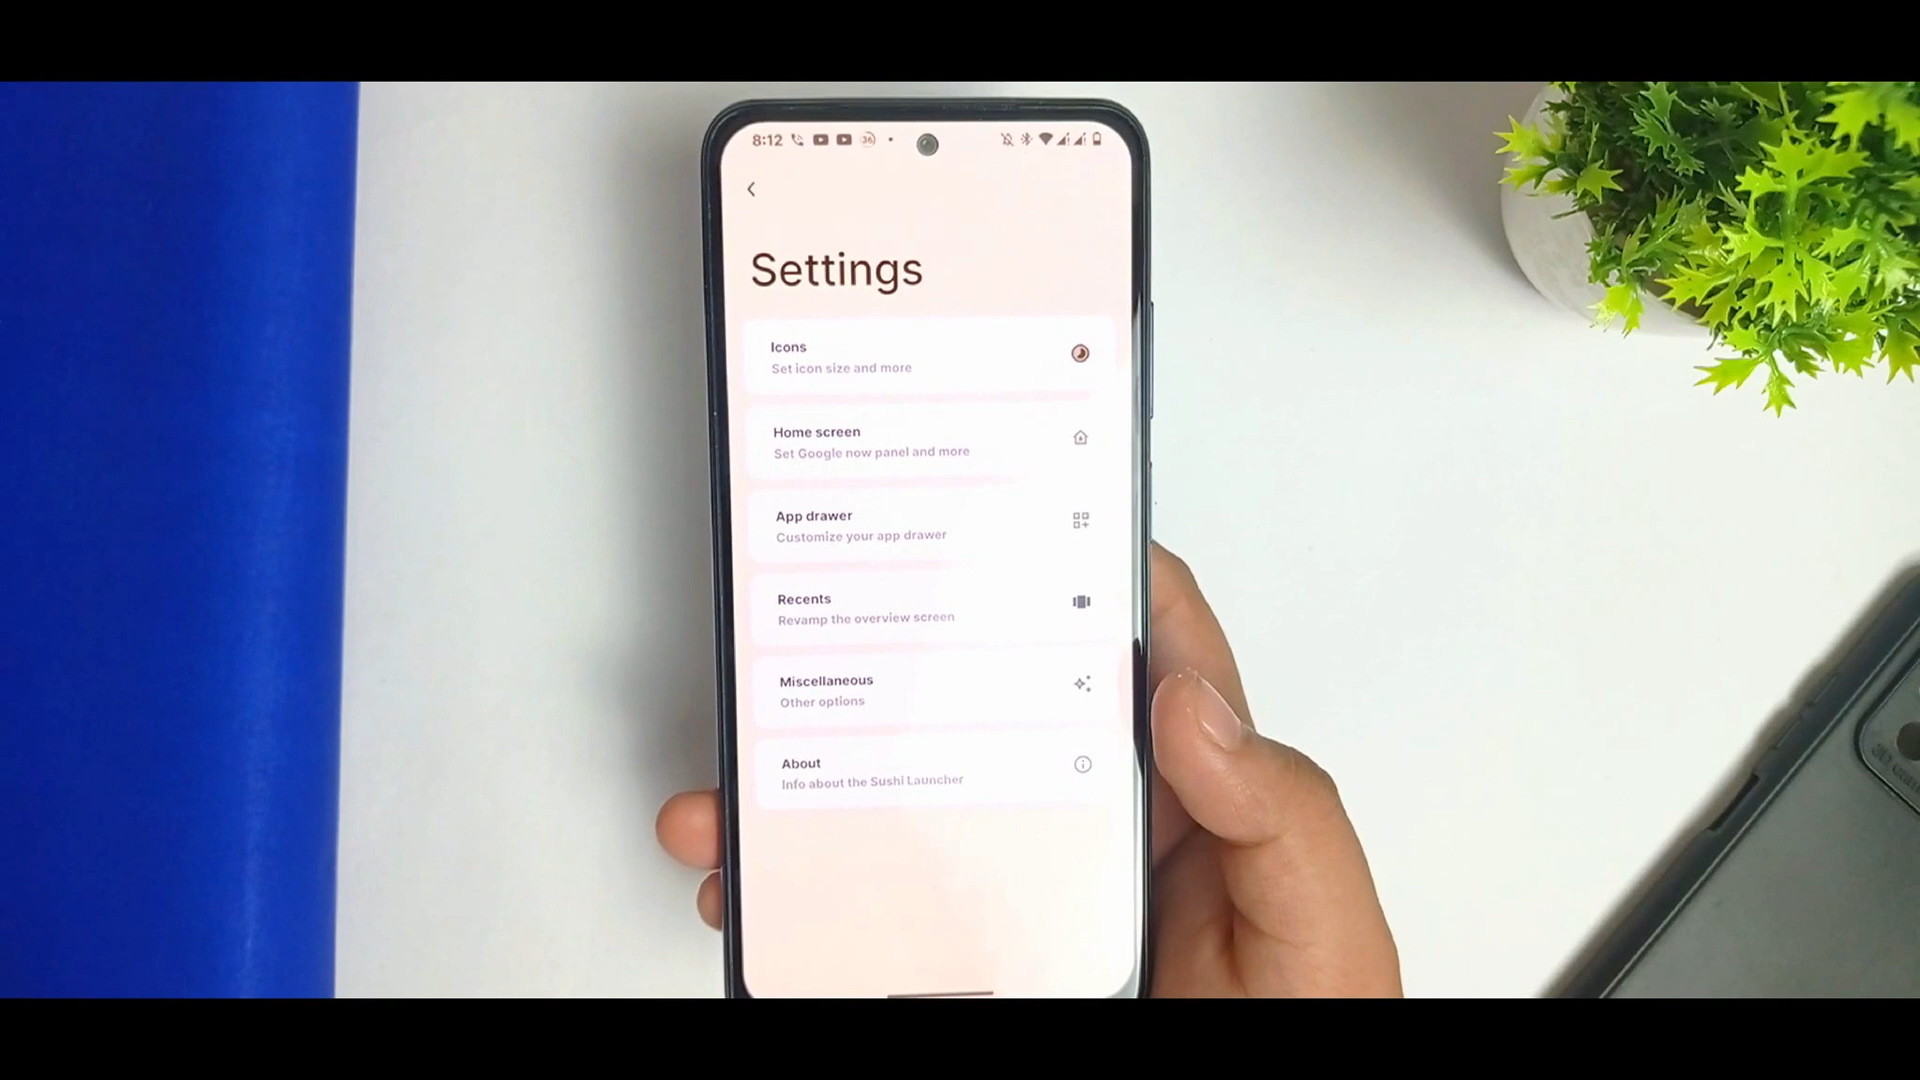 8:12
36
Settings
Icons
Set icon size and more
Home screen
Set Google now panel and more
App drawer
Customize your app drawer
Recents
Revamp the overview screen
Miscellaneous
Other options
About
Info about the Sushi Launcher